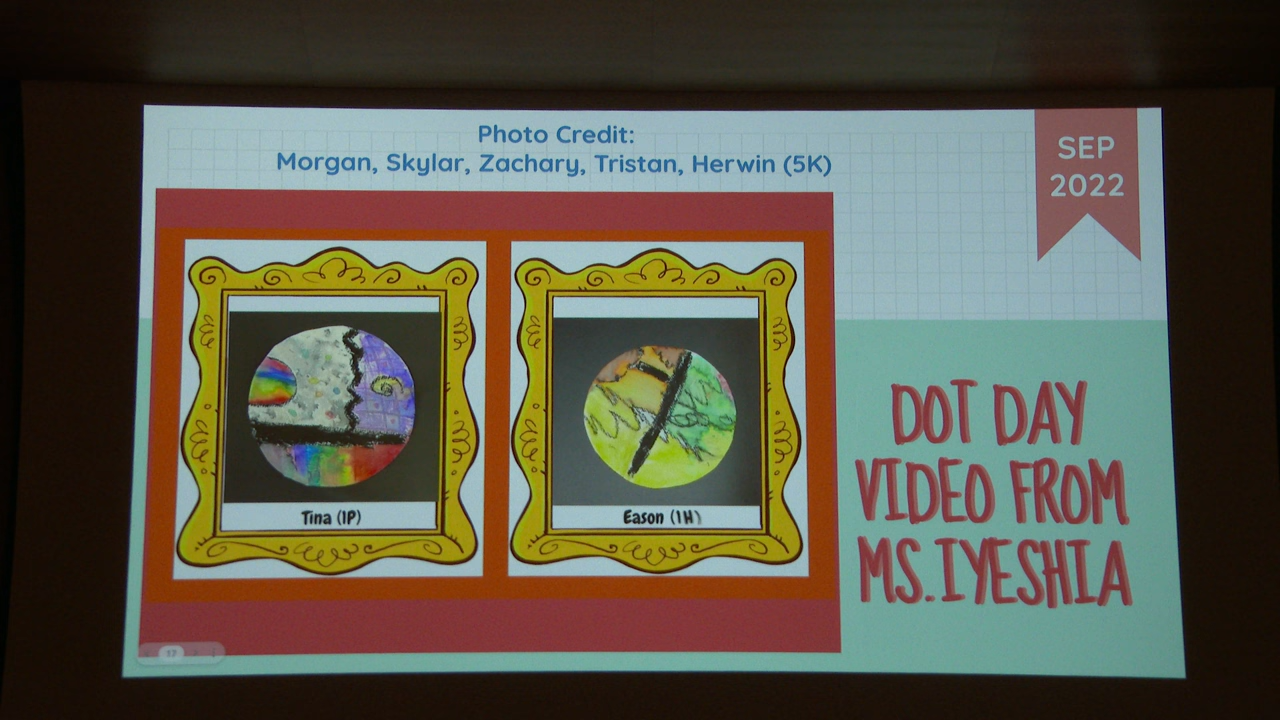 Photo Credit:
Morgan, Skylar, Zachary, Tristan, Herwin (5K)
SEP
2022
Tina (1P)
Eason (1H)
DOT DAY
VIDEO FROM
MS.IYESHIA
12